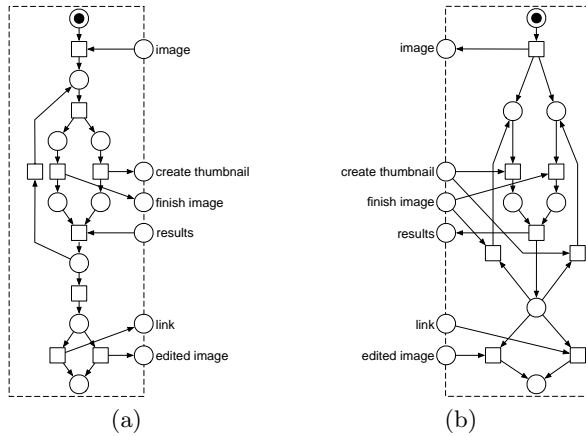 image
create thumbnail
finish image
results
link
edited image
(a)
image
create thumbnail
finish image
results
link
edited image
(b)